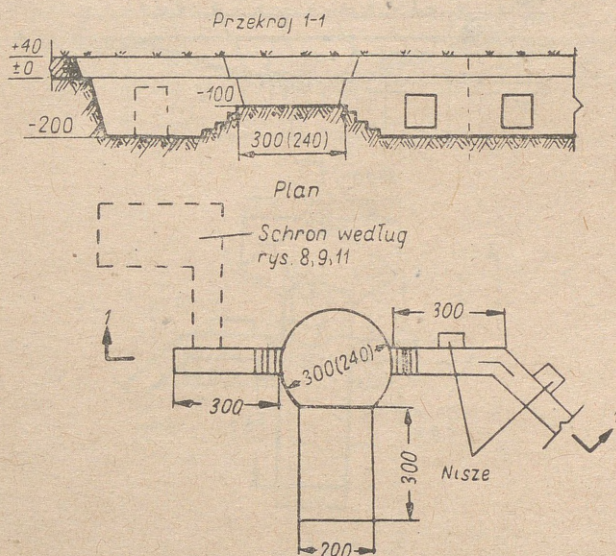 Przekrój 1-1
+40
±0
-100
-200
300(240)
Plan
Schron według
rys. 8,9,11
1
300
300(240)
300
300
Nisze
200